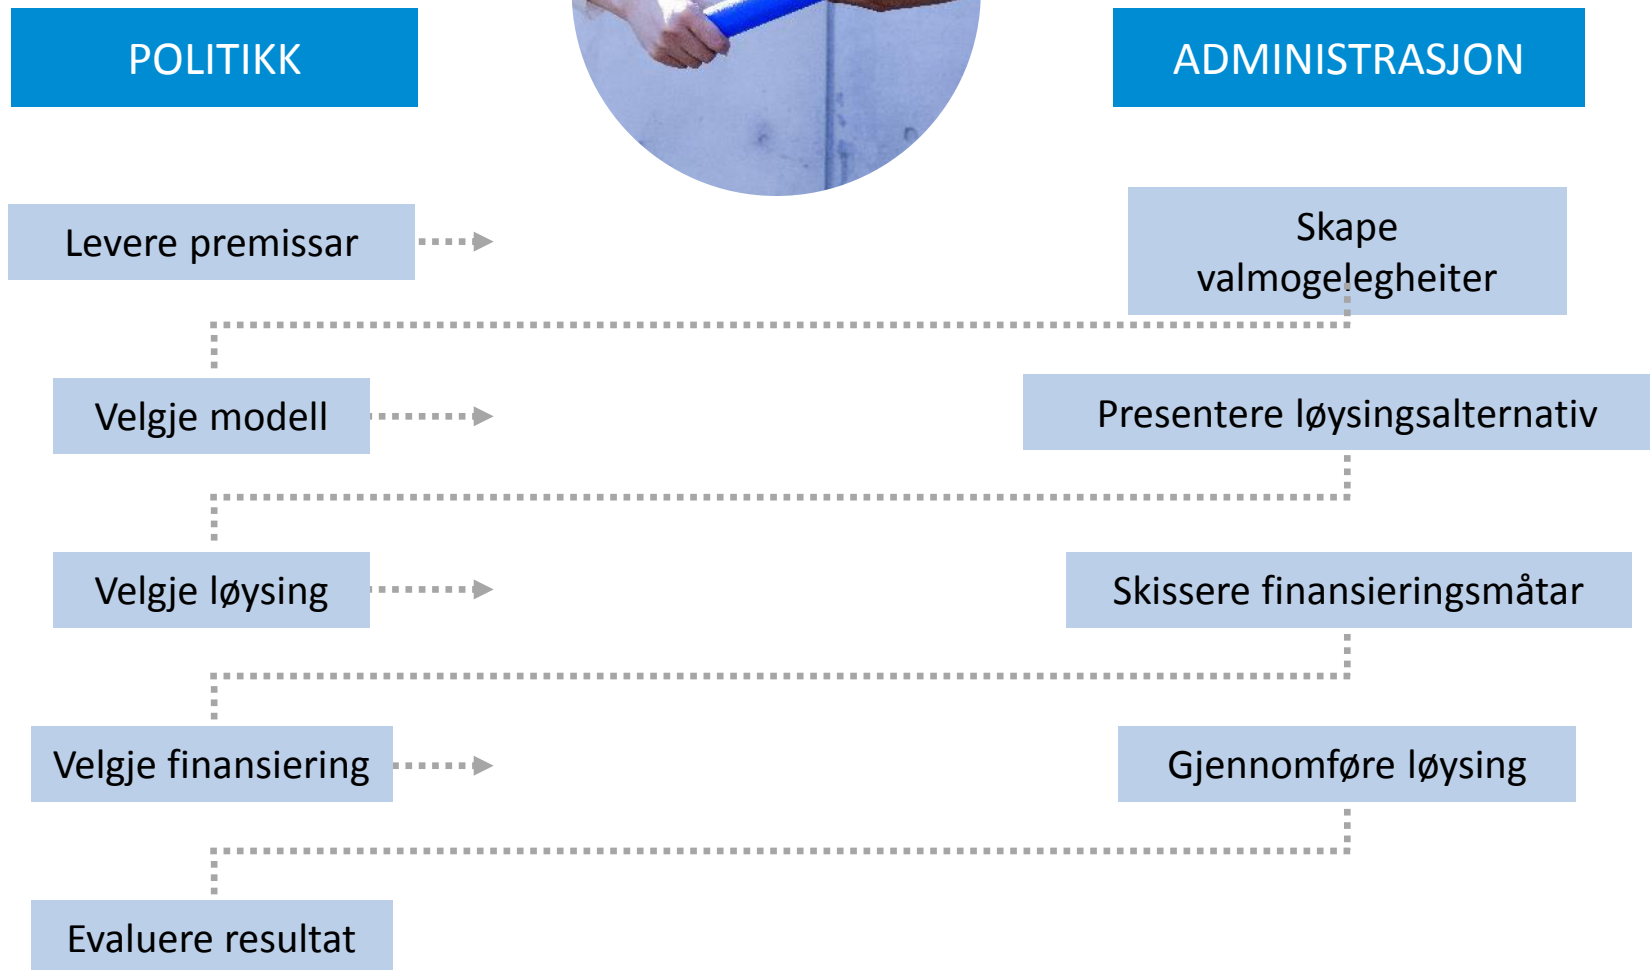 POLITIKK
ADMINISTRASJON
Levere premissar
Skape
valmogelegheiter
Velgje modell
Presentere løysingsalternativ
Velgje løysing
Skissere finansieringsmåtar
Velgje finansiering
Gjennomføre løysing
Evaluere resultat